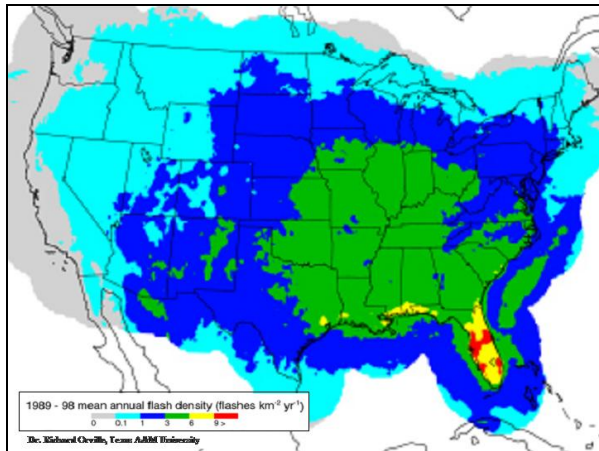 1989 - 98 mean annual flash density (flashes km-2 yr-1)
0 0.1 1 3 6 9 >
Dr. Richard Orville, Texas A&M University